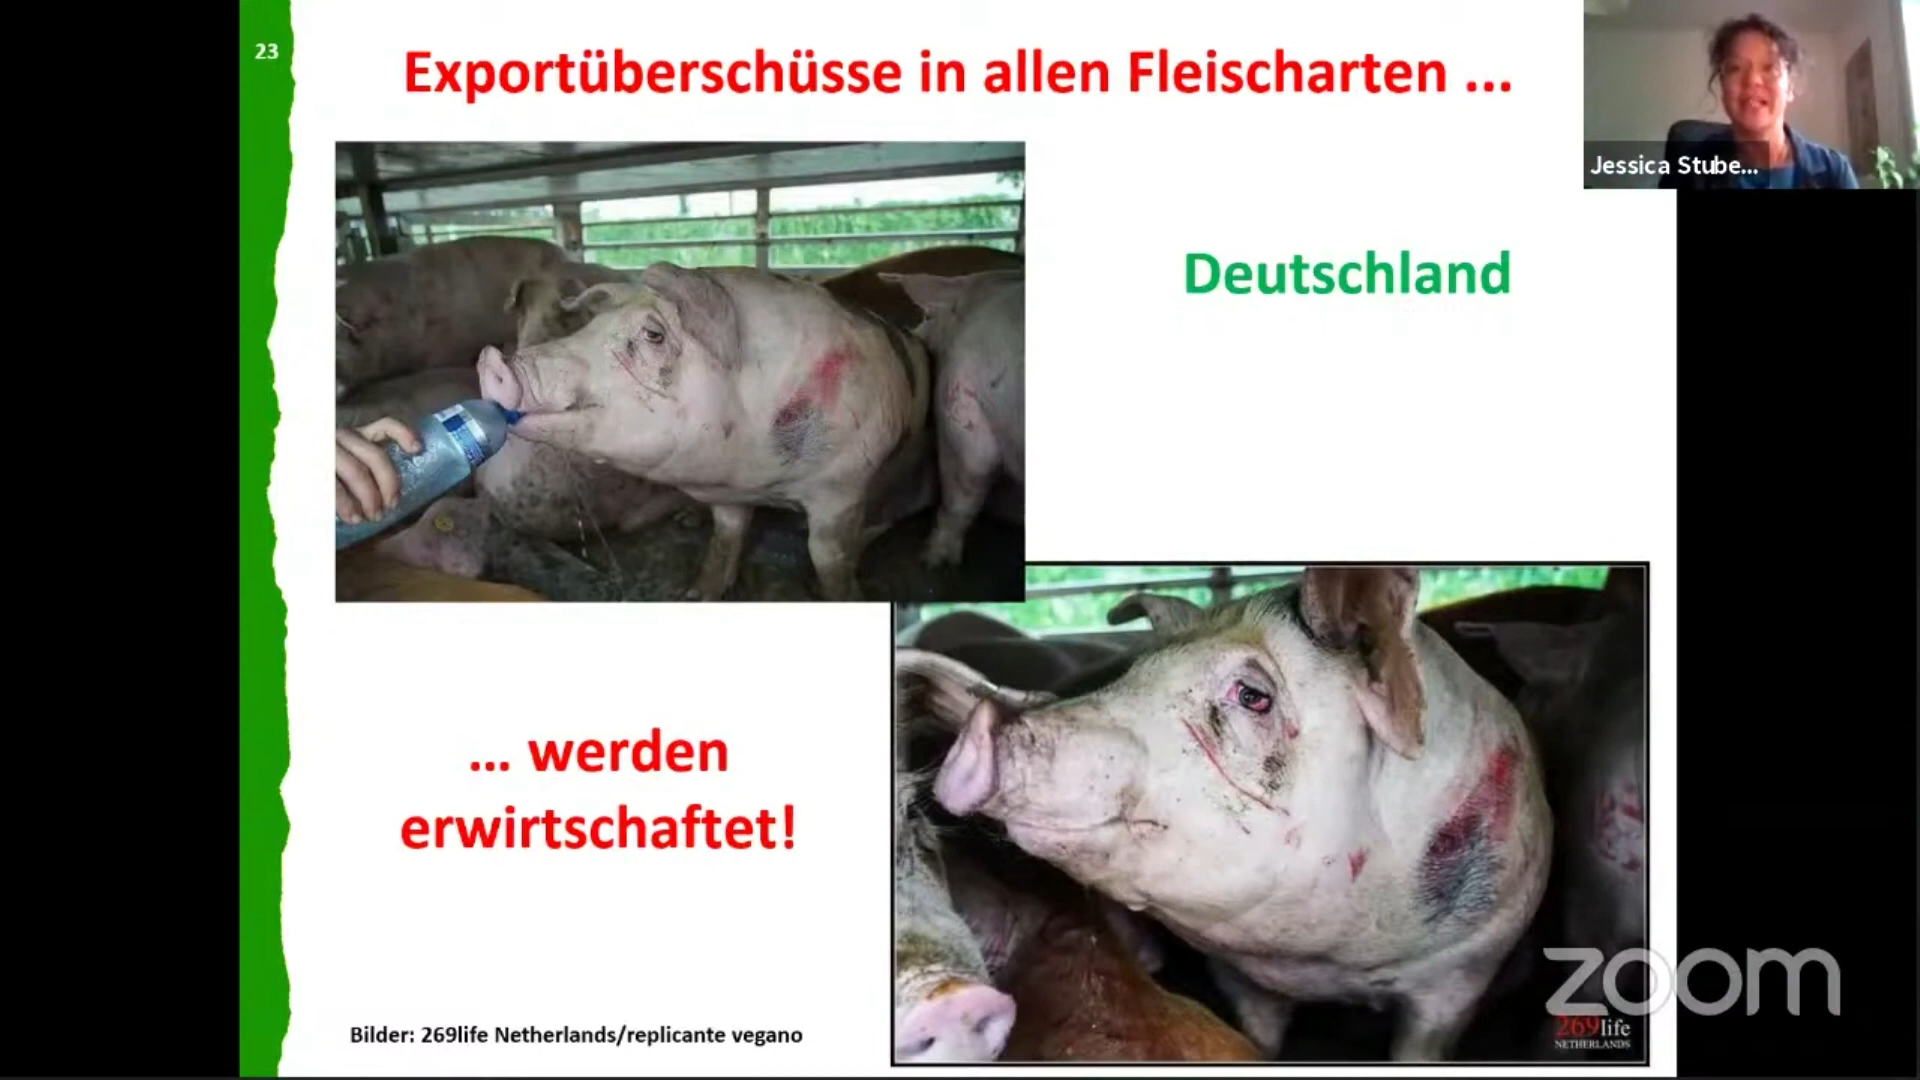 23
Exportüberschüsse in allen Fleischarten ...
Jessica Stube...
Deutschland
... werden
erwirtschaftet!
Bilder: 269life Netherlands/replicante vegano
zoom
269life
NETHERLANDS